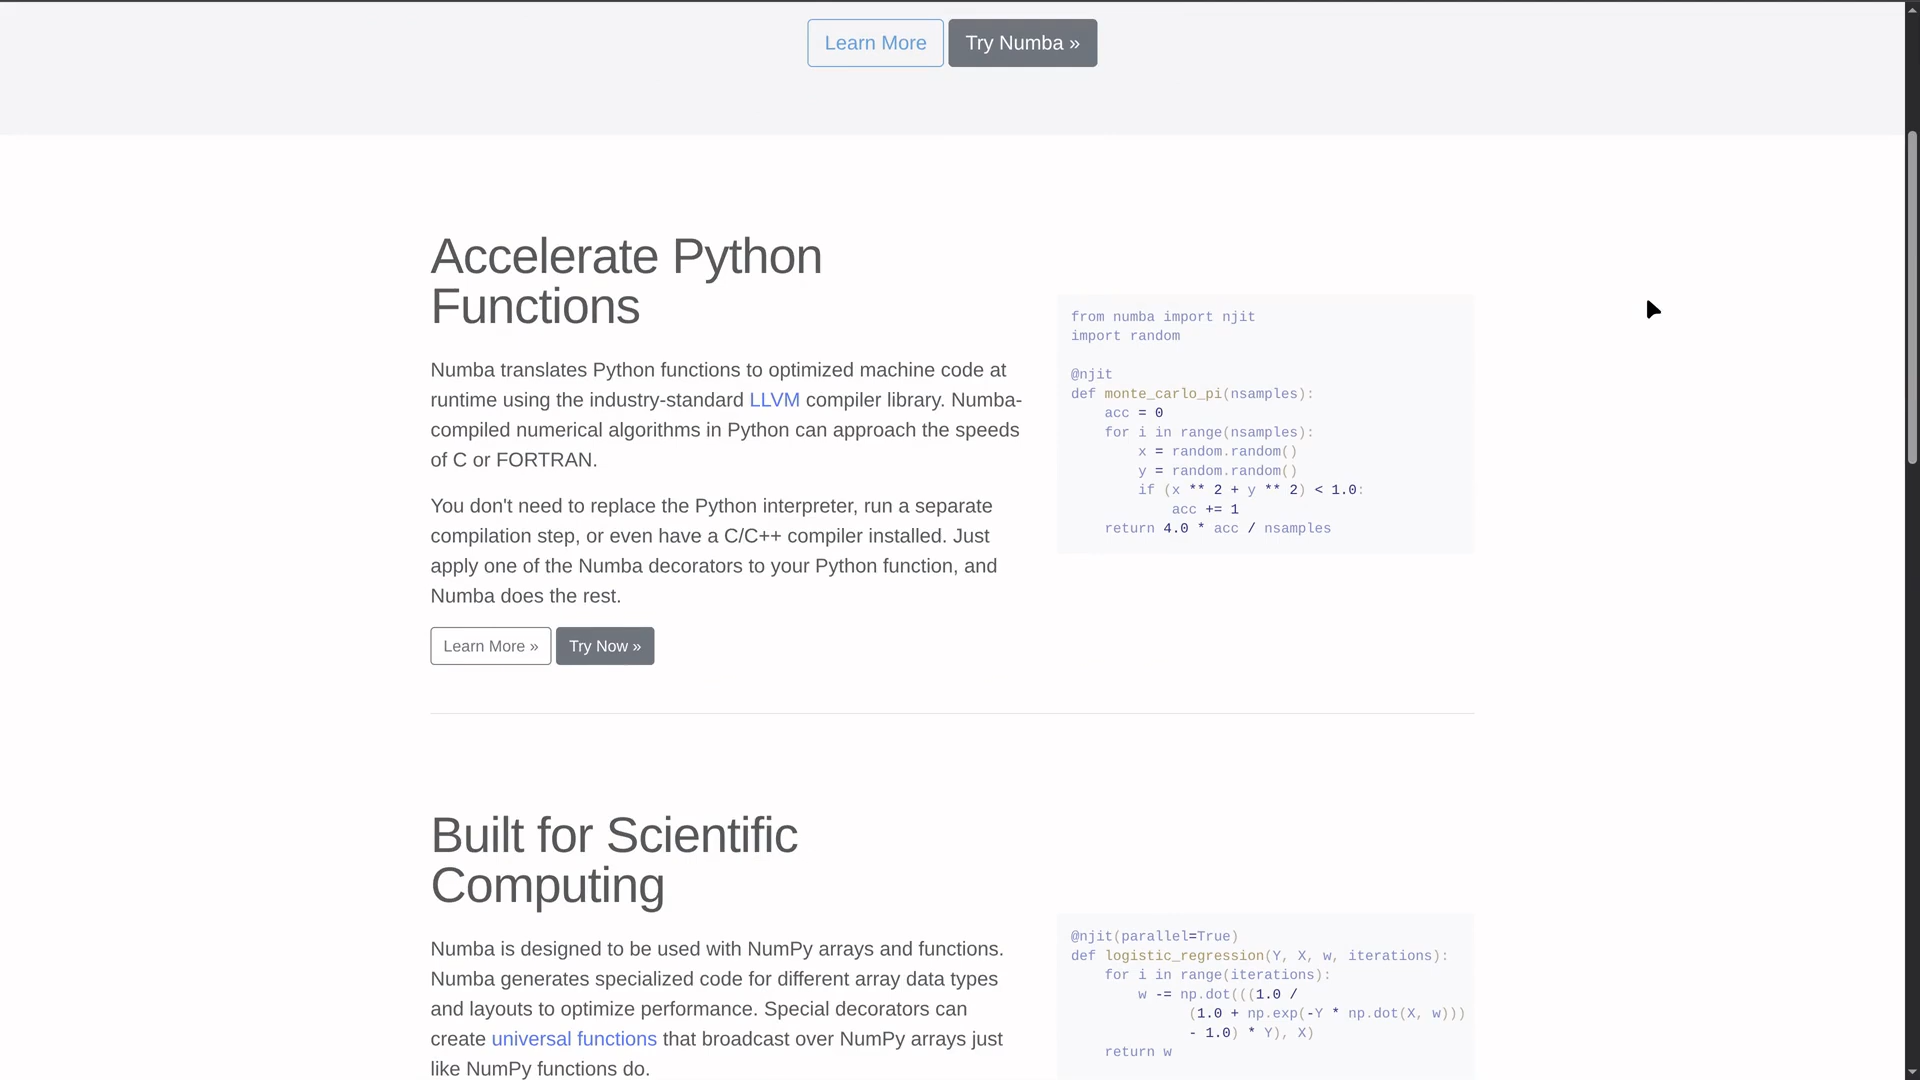 Learn More
Try Numba »
Accelerate Python
Functions
Numba translates Python functions to optimized machine code at
runtime using the industry-standard LLVM compiler library. Numba-
compiled numerical algorithms in Python can approach the speeds
of C or FORTRAN.
You don't need to replace the Python interpreter, run a separate
compilation step, or even have a C/C++ compiler installed. Just
apply one of the Numba decorators to your Python function, and
Numba does the rest.
Learn More »
Try Now »
from numba import njit
import random
@njit
def monte_carlo_pi(nsamples):
    acc = 0
    for i in range(nsamples):
        x = random.random()
        y = random.random()
        if (x ** 2 + y ** 2) < 1.0:
            acc += 1
    return 4.0 * acc / nsamples
Built for Scientific
Computing
Numba is designed to be used with NumPy arrays and functions.
Numba generates specialized code for different array data types
and layouts to optimize performance. Special decorators can
create universal functions that broadcast over NumPy arrays just
like NumPy functions do.
@njit(parallel=True)
def logistic_regression(Y, X, w, iterations):
    for i in range(iterations):
        w -= np.dot(((1.0 /
              (1.0 + np.exp(-Y * np.dot(X, w)))
              - 1.0) * Y), X)
    return w